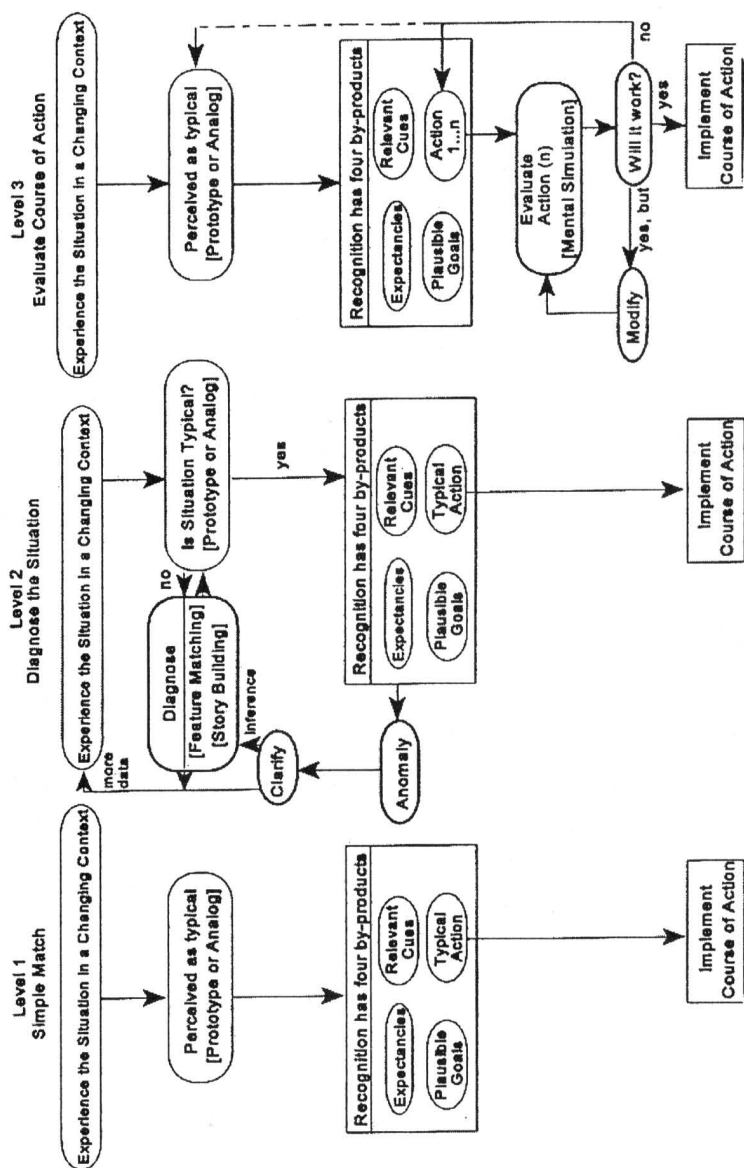 Level 1
Simple Match
Experience the Situation in a Changing Context
Perceived as typical
[Prototype or Analog]
Recognition has four by-products
Expectancies
Relevant
Cues
Plausible
Goals
Typical
Action
Implement
Course of Action
Level 2
Diagnose the Situation
Experience the Situation in a Changing Context
more
data
Diagnose
[Feature Matching]
[Story Building]
no
Is Situation Typical?
[Prototype or Analog]
inference
Clarify
yes
Anomaly
Recognition has four by-products
Expectancies
Relevant
Cues
Plausible
Goals
Typical
Action
Implement
Course of Action
Level 3
Evaluate Course of Action
Experience the Situation in a Changing Context
Perceived as typical
[Prototype or Analog]
Recognition has four by-products
Expectancies
Relevant
Cues
Plausible
Goals
Action
1...n
Evaluate
Action (n)
[Mental Simulation]
Modify
yes, but
Will it work?
no
yes
Implement
Course of Action